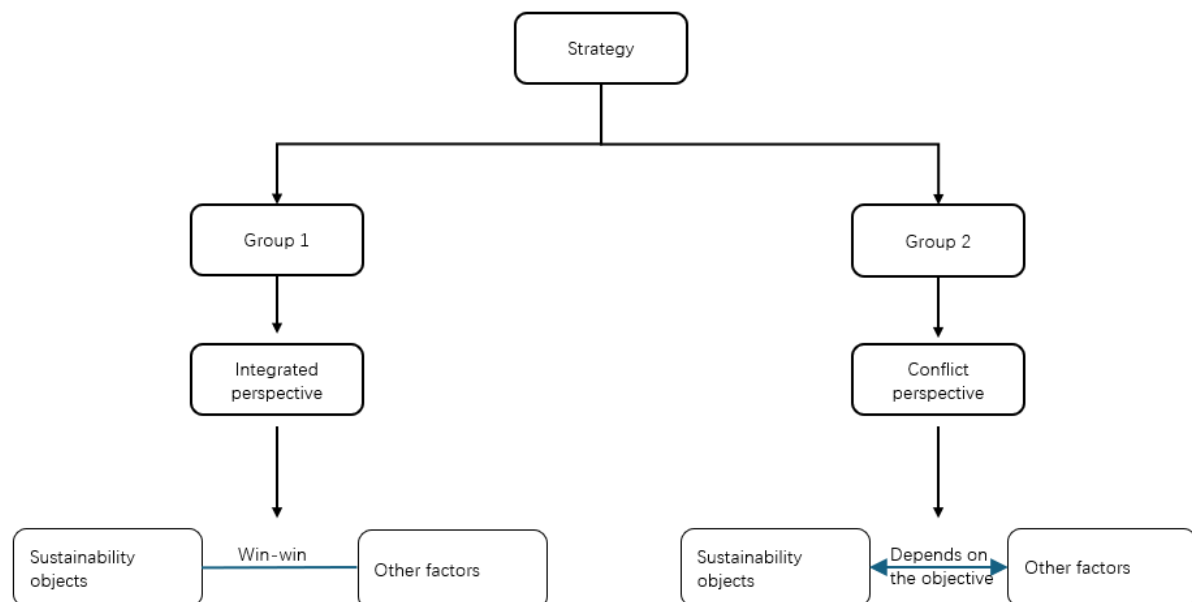 Strategy
Group 1
Group 2
Integrated
perspective
Conflict
perspective
Sustainability
objects
Win-win
Other factors
Sustainability
objects
Depends on
the objective
Other factors